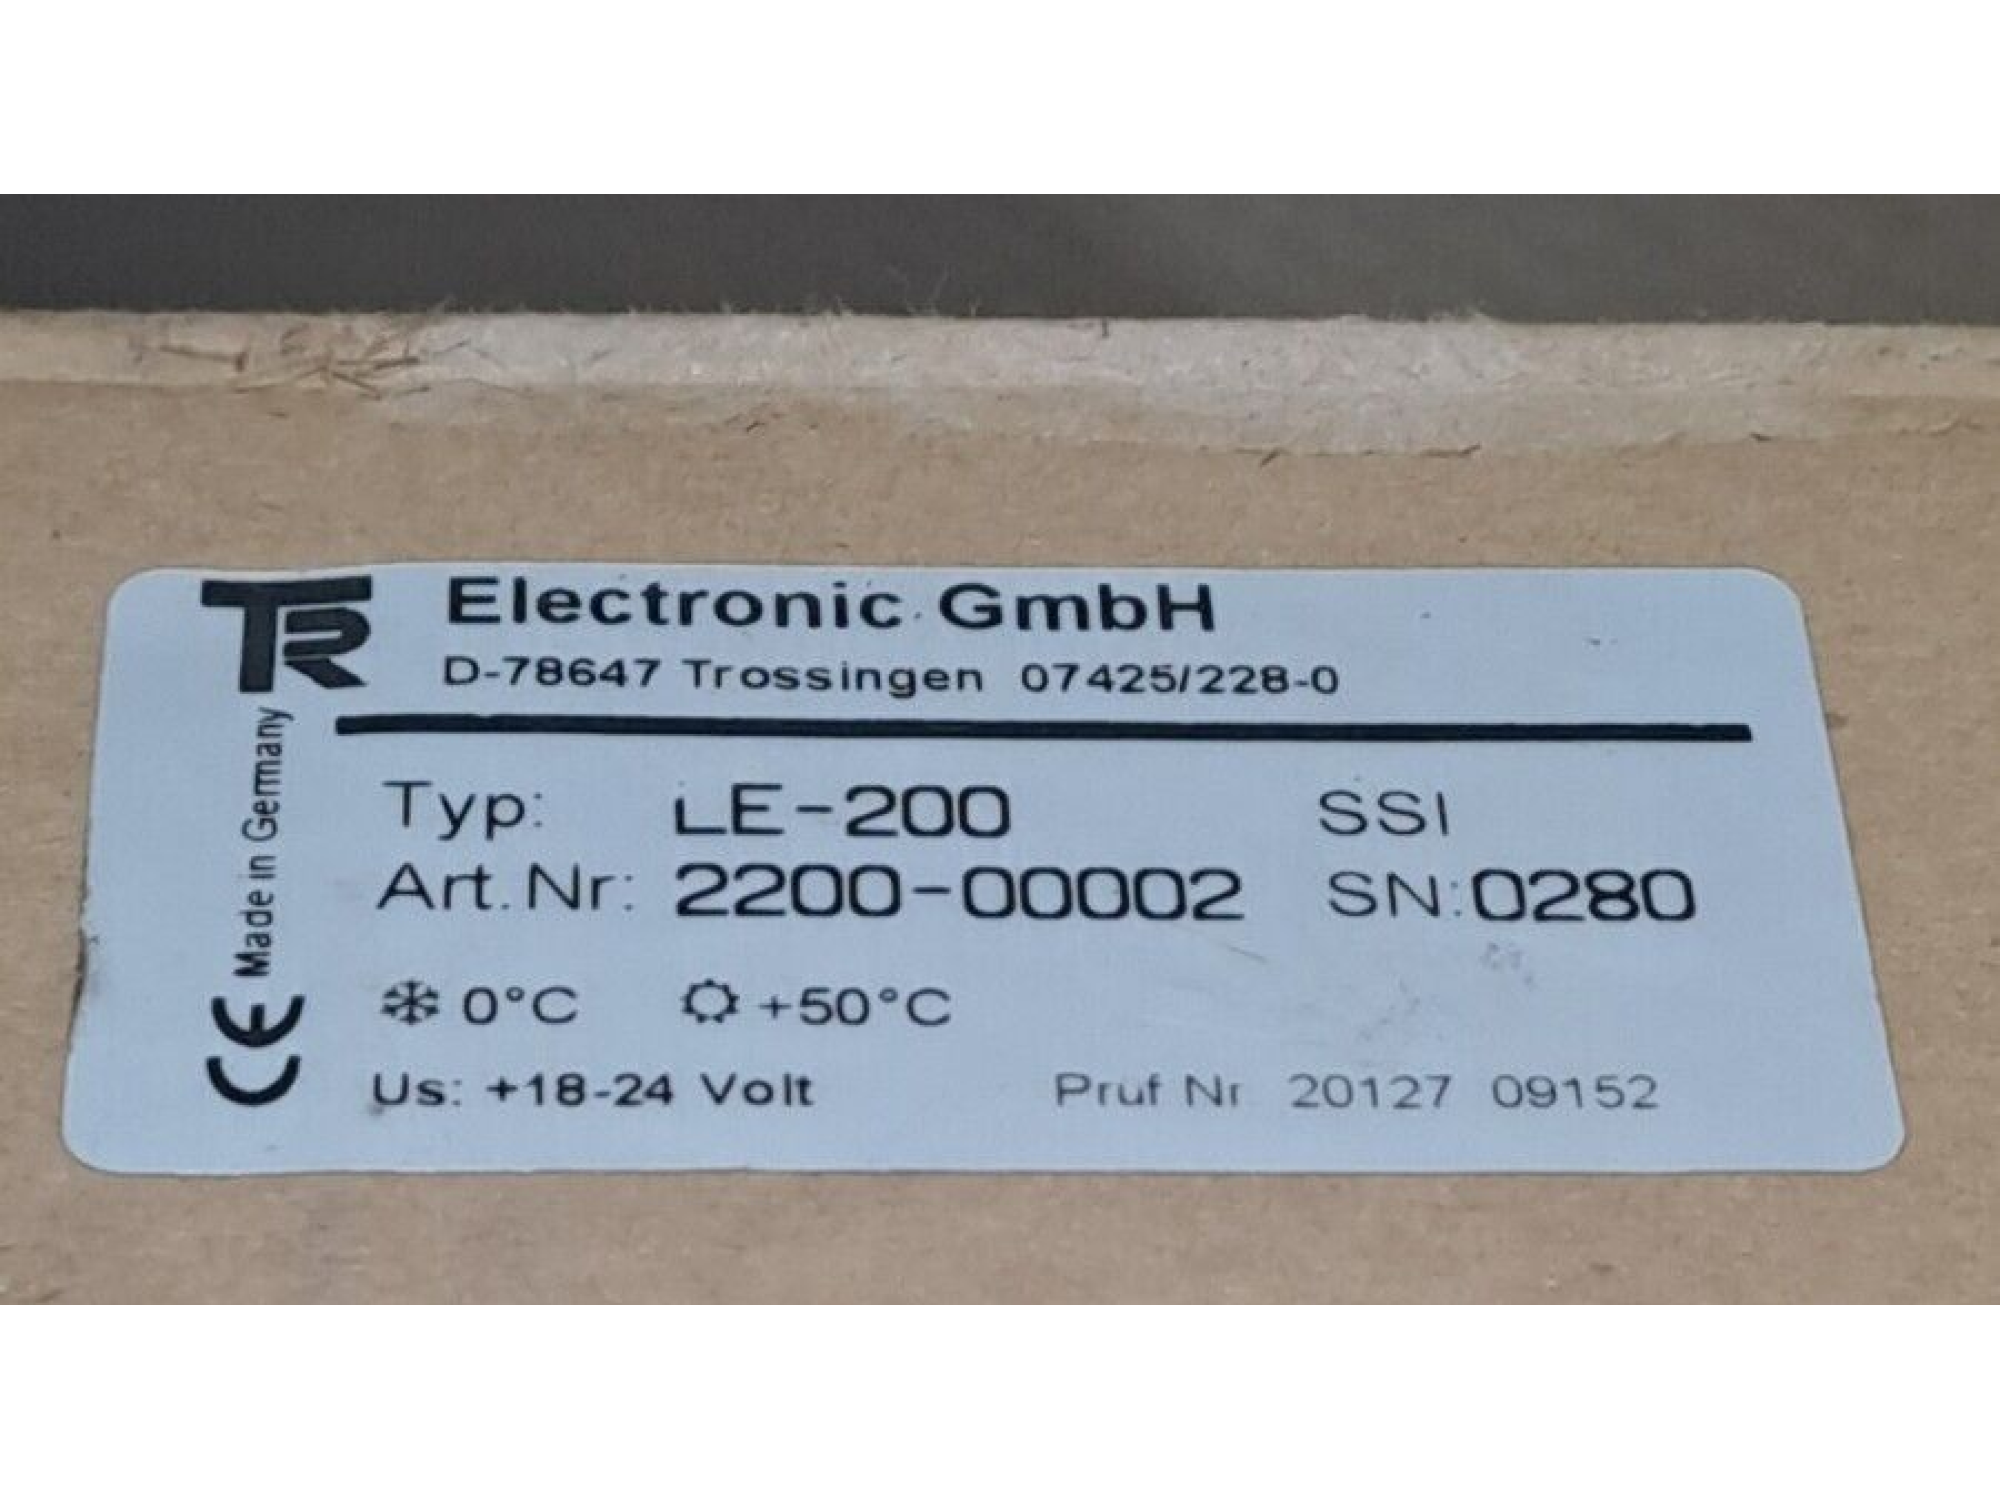 TR Electronic GmbH
D-78647 Trossingen 07425/228-0
Typ: LE-200 SSI
Art.Nr: 2200-00002 SN:0280
0°C +50°C
Us: +18-24 Volt Pruf Nr 20127 09152
CE Made in Germany